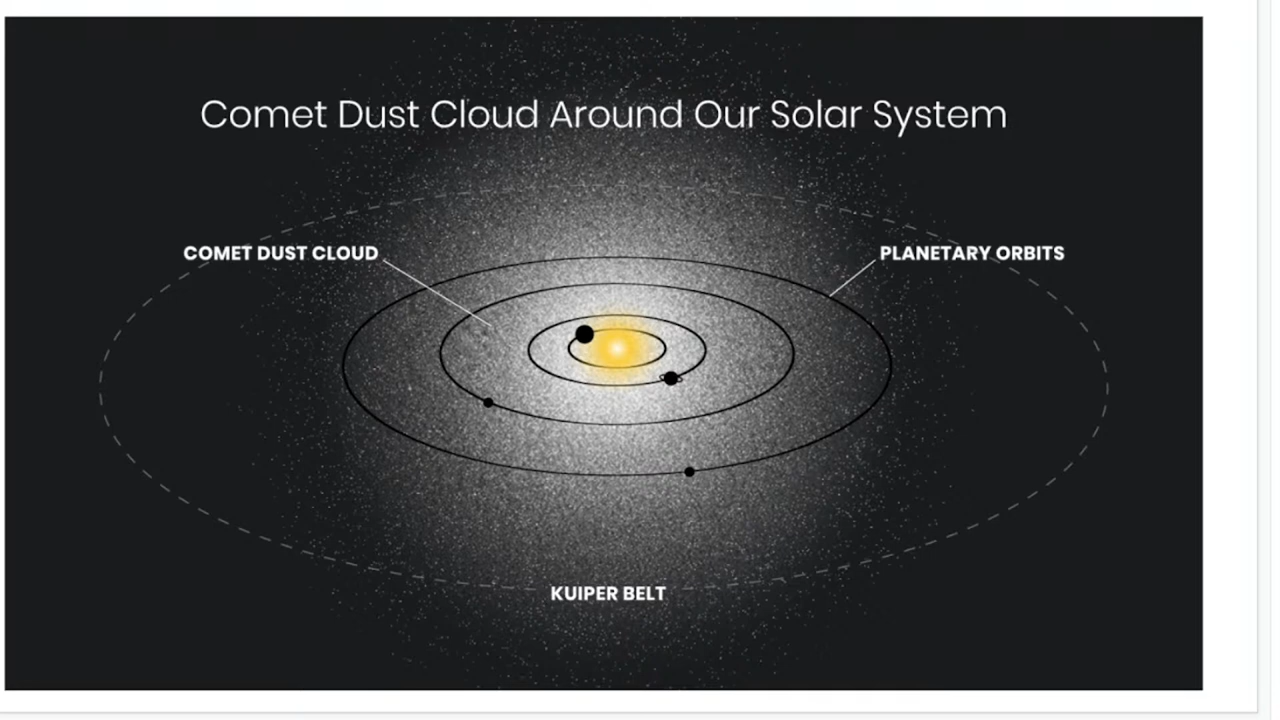 Comet Dust Cloud Around Our Solar System
COMET DUST CLOUD
PLANETARY ORBITS
KUIPER BELT